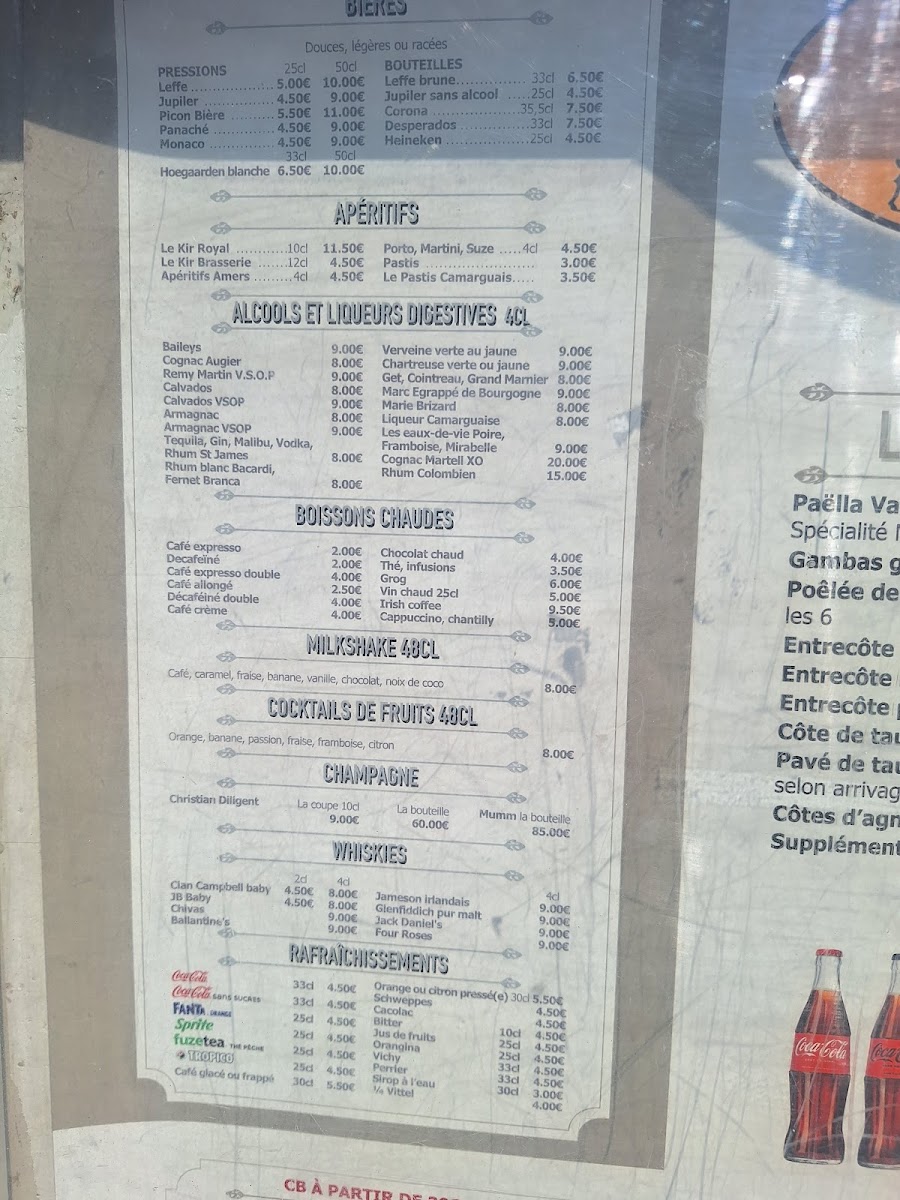 BIÈRES
Douces, légères ou racées
PRESSIONS 25cl 50cl
Leffe ..................... 5.00€ 10.00€
Jupiler .................. 4.50€ 9.00€
Picon Bière .......... 5.50€ 11.00€
Panaché ............... 4.50€ 9.00€
Monaco ................ 4.50€ 9.00€
33cl 50cl
Hoegaarden blanche 6.50€ 10.00€
BOUTEILLES
Leffe brune................ 33cl 6.50€
Jupiler sans alcool .....25cl 4.50€
Corona .....................35,5cl 7.50€
Desperados ................33cl 7.50€
Heineken ...................25cl 4.50€
APÉRITIFS
Le Kir Royal ............10cl 11.50€
Le Kir Brasserie .......12cl 4.50€
Apéritifs Amers .........4cl 4.50€
Porto, Martini, Suze .....4cl 4.50€
Pastis ........................ 3.00€
Le Pastis Camarguais..... 3.50€
ALCOOLS ET LIQUEURS DIGESTIVES 4CL
Baileys 9.00€
Cognac Augier 8.00€
Remy Martin V.S.O.P 9.00€
Calvados 8.00€
Calvados VSOP 9.00€
Armagnac 8.00€
Armagnac VSOP 9.00€
Tequila, Gin, Malibu, Vodka,
Rhum St James 8.00€
Rhum blanc Bacardi,
Fernet Branca 8.00€
Verveine verte au jaune 9.00€
Chartreuse verte ou jaune 9.00€
Get, Cointreau, Grand Marnier 8.00€
Marc Egrappé de Bourgogne 9.00€
Marie Brizard 8.00€
Liqueur Camarguaise 8.00€
Les eaux-de-vie Poire,
Framboise, Mirabelle 9.00€
Cognac Martell XO 20.00€
Rhum Colombien 15.00€
BOISSONS CHAUDES
Café expresso 2.00€
Decafeïné 2.00€
Café expresso double 4.00€
Café allongé 2.50€
Décaféiné double 4.00€
Café crème 4.00€
Chocolat chaud 4.00€
Thé, infusions 3.50€
Grog 6.00€
Vin chaud 25cl 5.00€
Irish coffee 9.50€
Cappuccino, chantilly 5.00€
MILKSHAKE 48CL
Café, caramel, fraise, banane, vanille, chocolat, noix de coco 8.00€
COCKTAILS DE FRUITS 48CL
Orange, banane, passion, fraise, framboise, citron 8.00€
CHAMPAGNE
Christian Diligent La coupe 10cl La bouteille Mumm la bouteille
9.00€ 60.00€ 85.00€
WHISKIES
2cl 4cl
Clan Campbell baby 4.50€ 8.00€
JB Baby 4.50€ 8.00€
Chivas 9.00€
Ballantine's 9.00€
4cl
Jameson irlandais 9.00€
Glenfiddich pur malt 9.00€
Jack Daniel's 9.00€
Four Roses 9.00€
RAFRAÎCHISSEMENTS
Coca-Cola 33cl 4.50€
Coca-Cola SANS SUCRES 33cl 4.50€
FANTA ORANGE 25cl 4.50€
Sprite 25cl 4.50€
fuzetea THÉ PÊCHE 25cl 4.50€
TROPICO 25cl 4.50€
Café glacé ou frappé 30cl 5.50€
Orange ou citron pressé(e) 30cl 5.50€
Schweppes 4.50€
Cacolac 4.50€
Bitter 10cl 4.50€
Jus de fruits 25cl 4.50€
Orangina 25cl 4.50€
Vichy 33cl 4.50€
Perrier 33cl 4.50€
Sirop à l'eau 30cl 3.00€
¼ Vittel 4.00€
CB À PARTIR DE
Paëlla Va
Spécialité
Gambas g
Poêlée de
les 6
Entrecôte
Entrecôte
Entrecôte
Côte de tau
Pavé de tau
selon arrivag
Côtes d'agn
Supplément
Coca-Cola
Coca-Cola